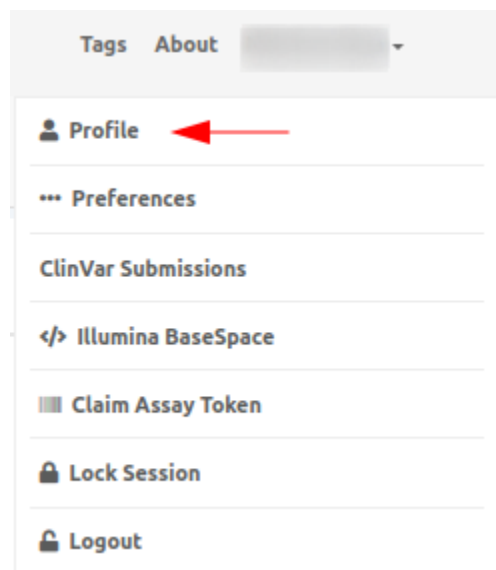 Tags About
Profile
Preferences
ClinVar Submissions
Illumina BaseSpace
Claim Assay Token
Lock Session
Logout